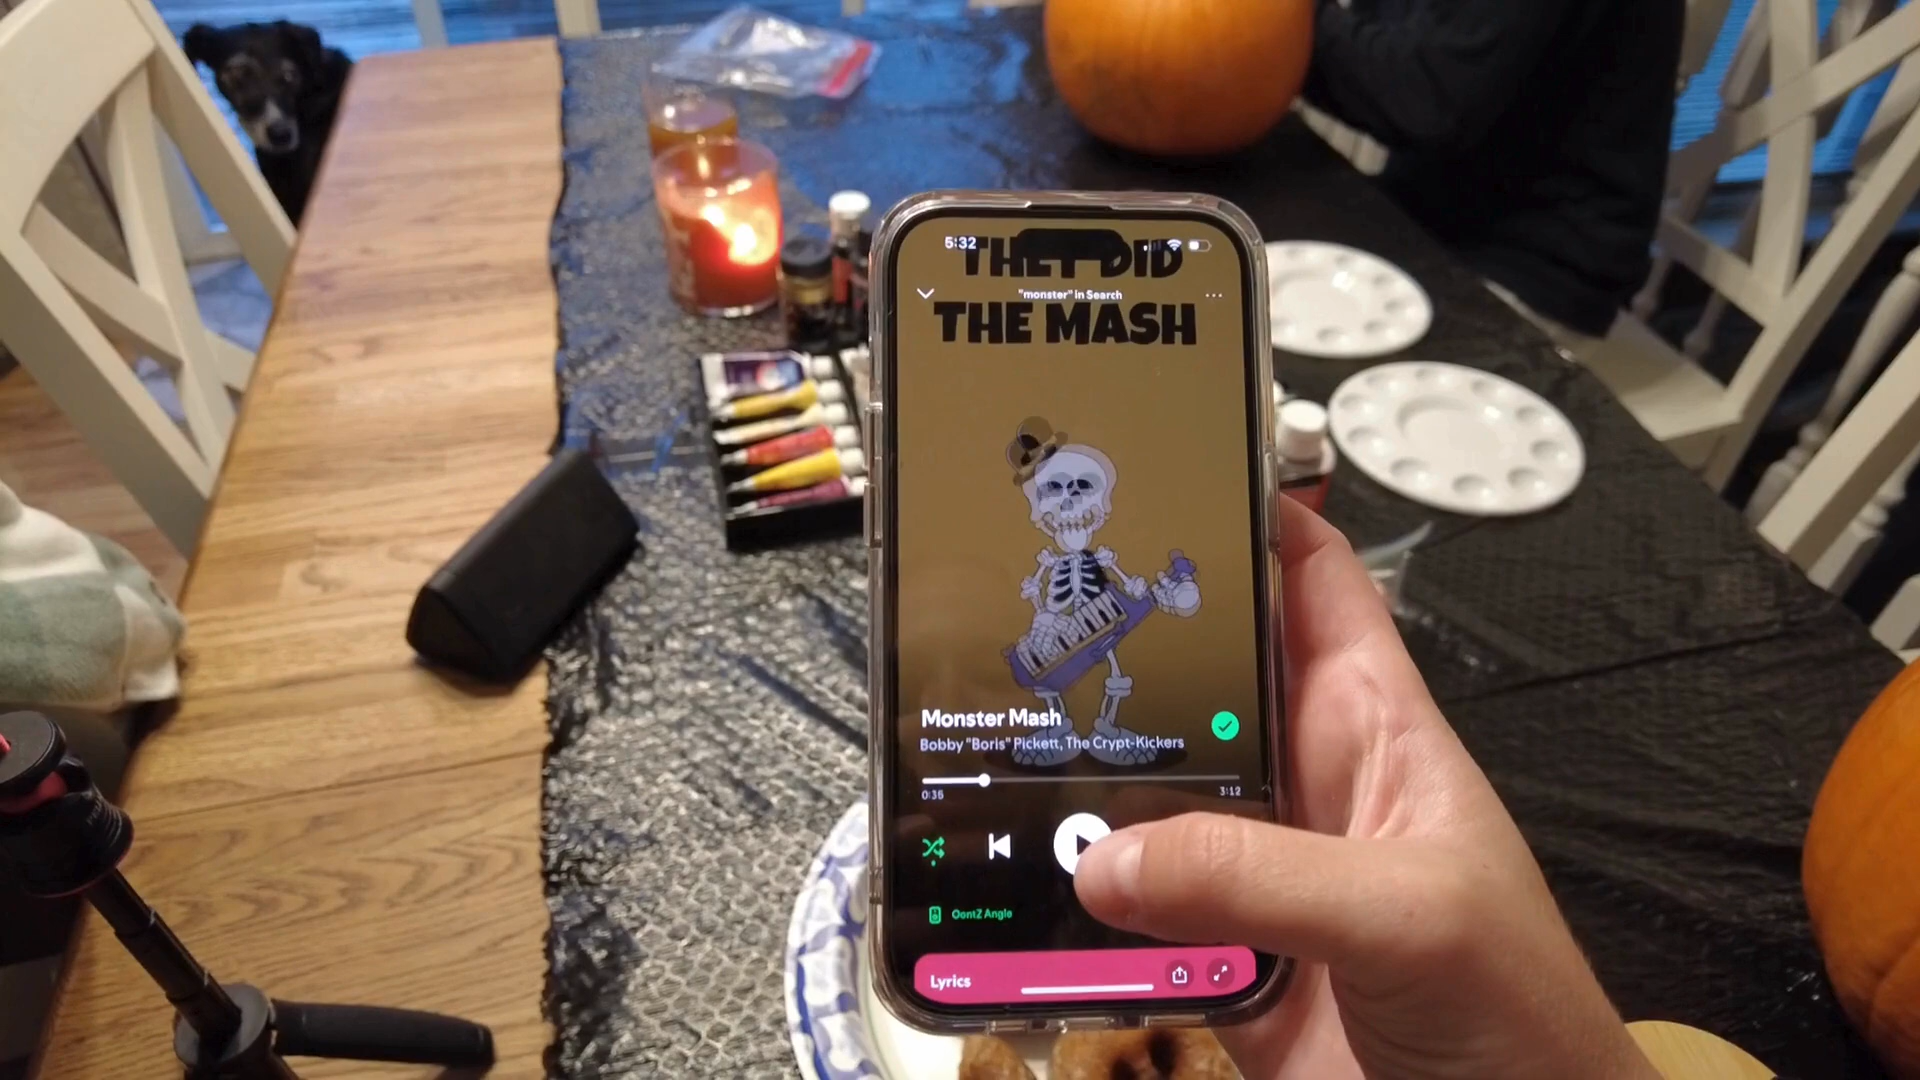 5:32
THEY DID
"monster" in Search
THE MASH
Monster Mash
Bobby "Boris" Pickett, The Crypt-Kickers
0:35
3:12
OontZ Angle
Lyrics